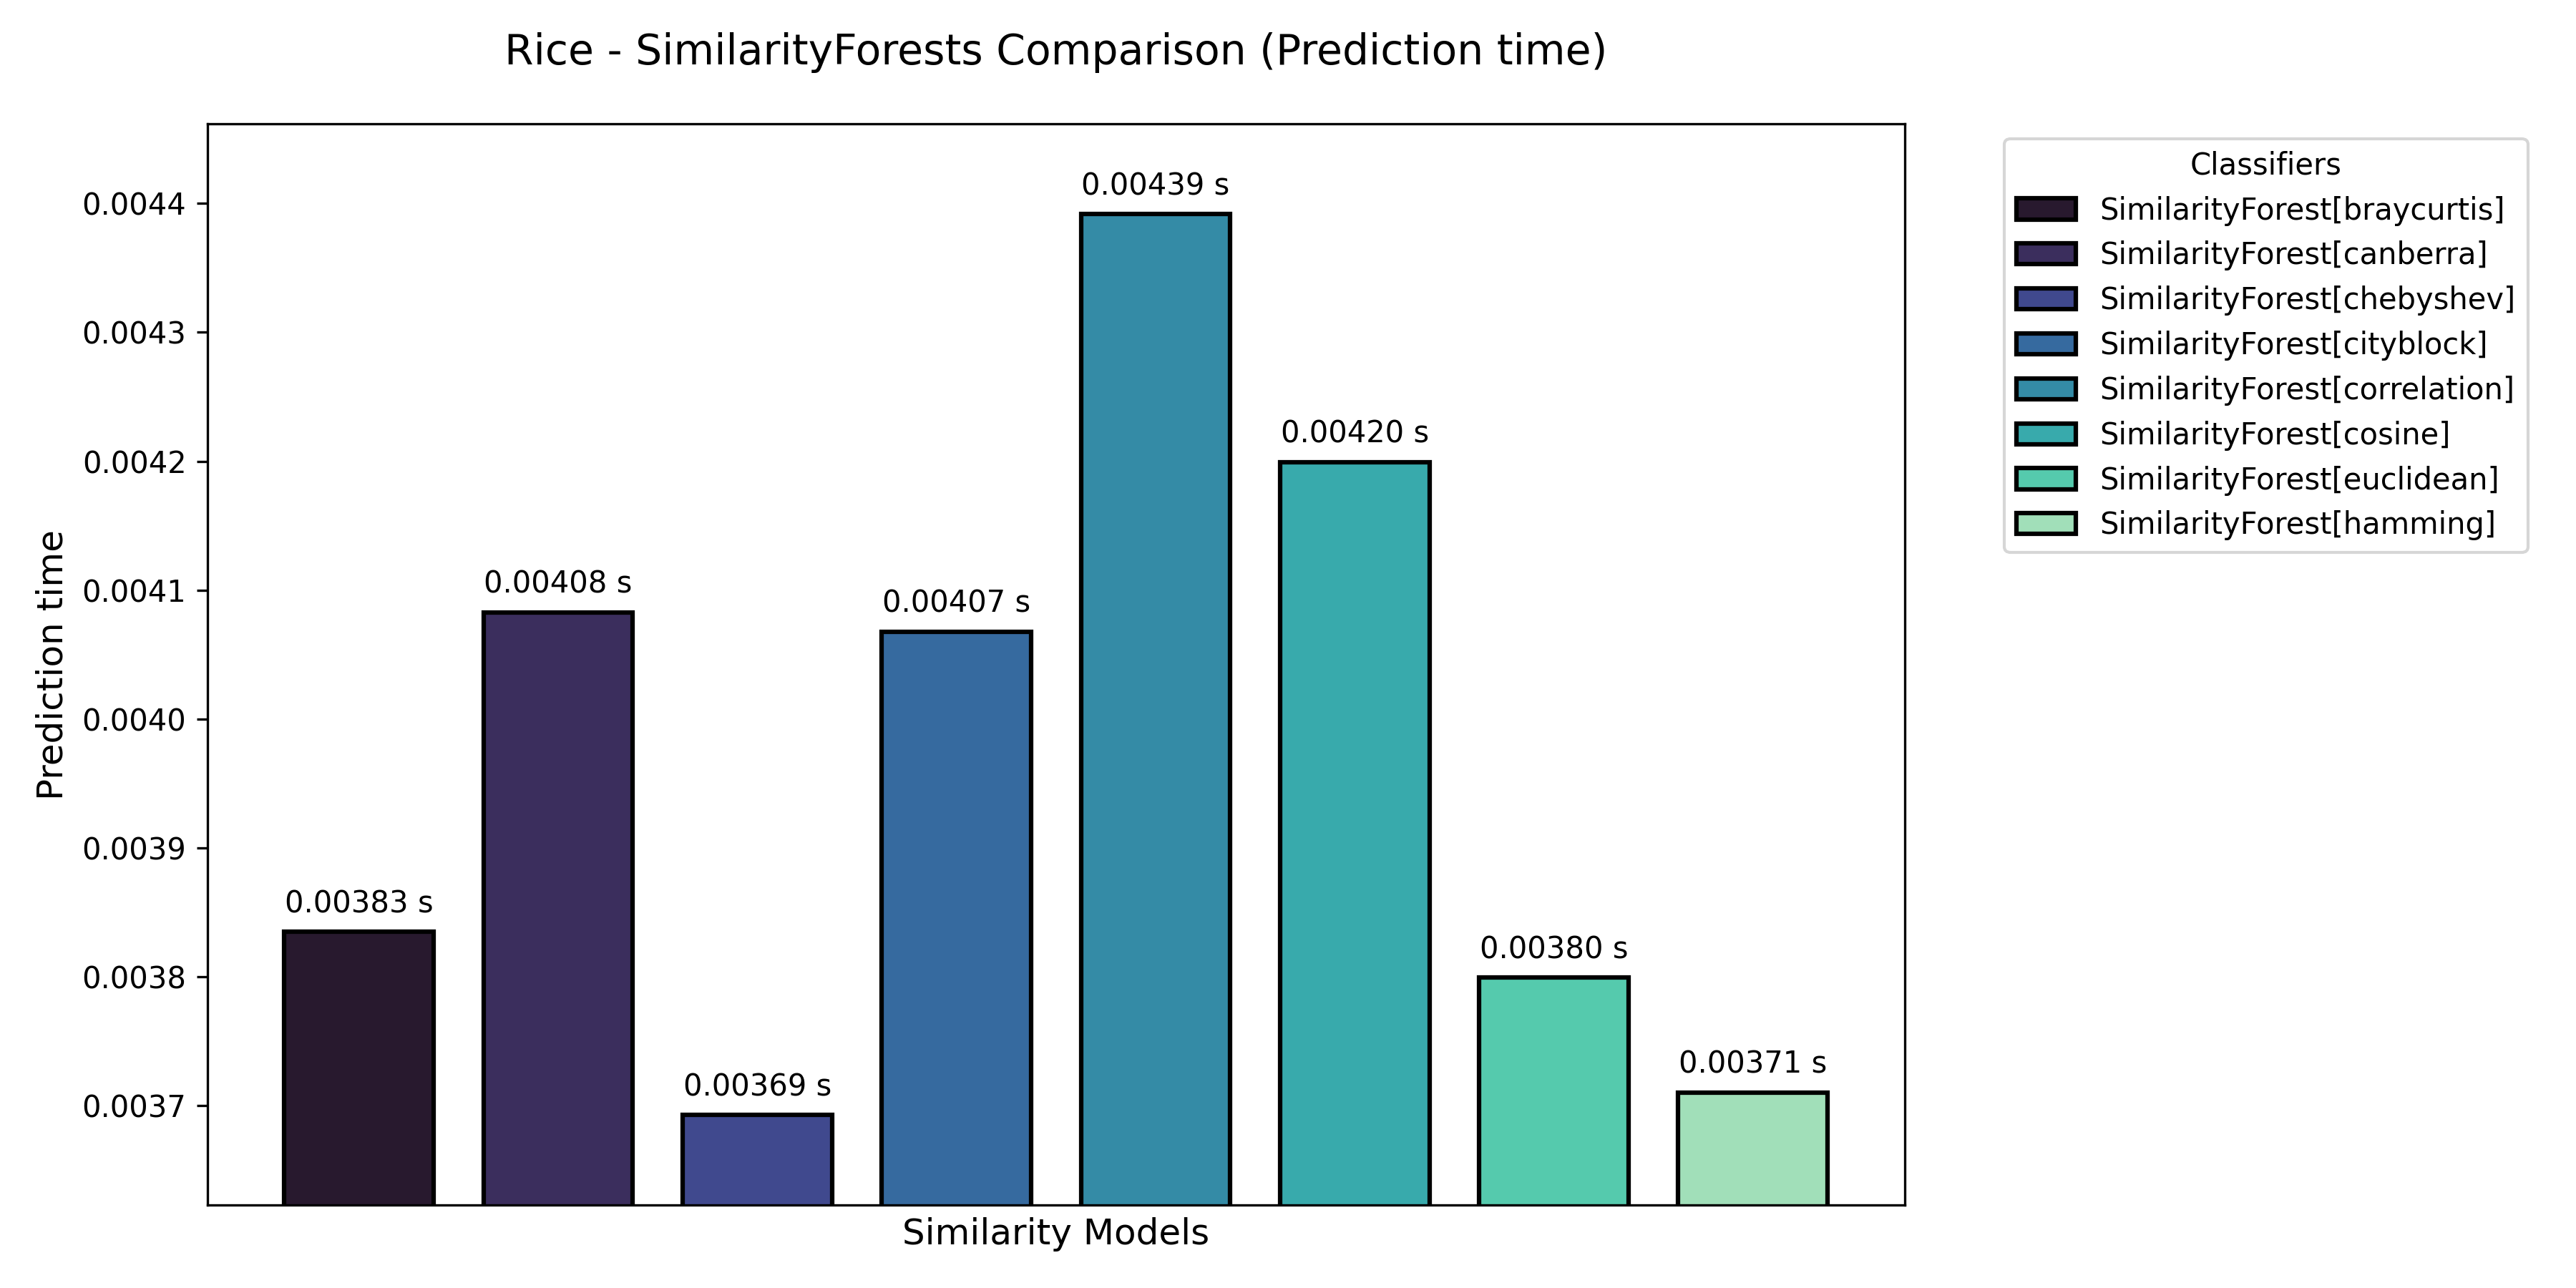 Rice - SimilarityForests Comparison (Prediction time)
Prediction time
0.0044
0.0043
0.0042
0.0041
0.0040
0.0039
0.0038
0.0037
0.00383 s
0.00408 s
0.00369 s
0.00407 s
0.00439 s
0.00420 s
0.00380 s
0.00371 s
Similarity Models
Classifiers
SimilarityForest[braycurtis]
SimilarityForest[canberra]
SimilarityForest[chebyshev]
SimilarityForest[cityblock]
SimilarityForest[correlation]
SimilarityForest[cosine]
SimilarityForest[euclidean]
SimilarityForest[hamming]